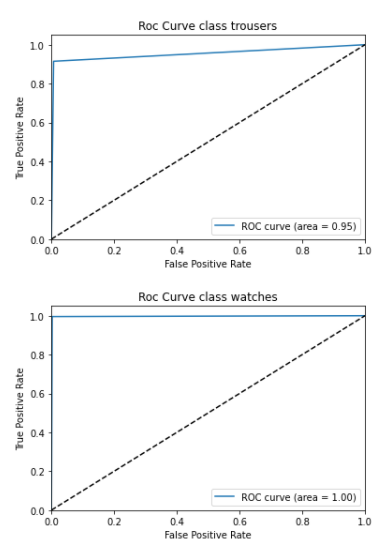 Roc Curve class trousers
1.0
0.8
0.6
0.4
0.2
0.0
True Positive Rate
ROC curve (area = 0.95)
0.0 0.2 0.4 0.6 0.8 1.0
False Positive Rate
Roc Curve class watches
1.0
0.8
0.6
0.4
0.2
0.0
True Positive Rate
ROC curve (area = 1.00)
0.0 0.2 0.4 0.6 0.8 1.0
False Positive Rate